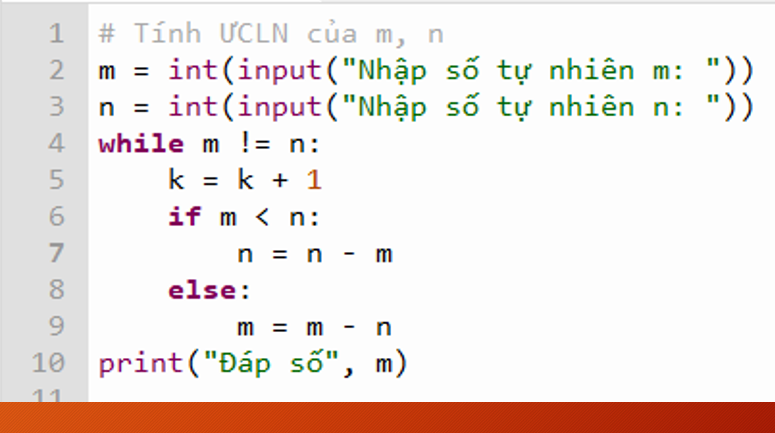 1 # Tính ƯCLN của m, n
2 m = int(input("Nhập số tự nhiên m: "))
3 n = int(input("Nhập số tự nhiên n: "))
4 while m != n:
5     k = k + 1
6     if m < n:
7         n = n - m
8     else:
9         m = m - n
10 print("Đáp số", m)
11